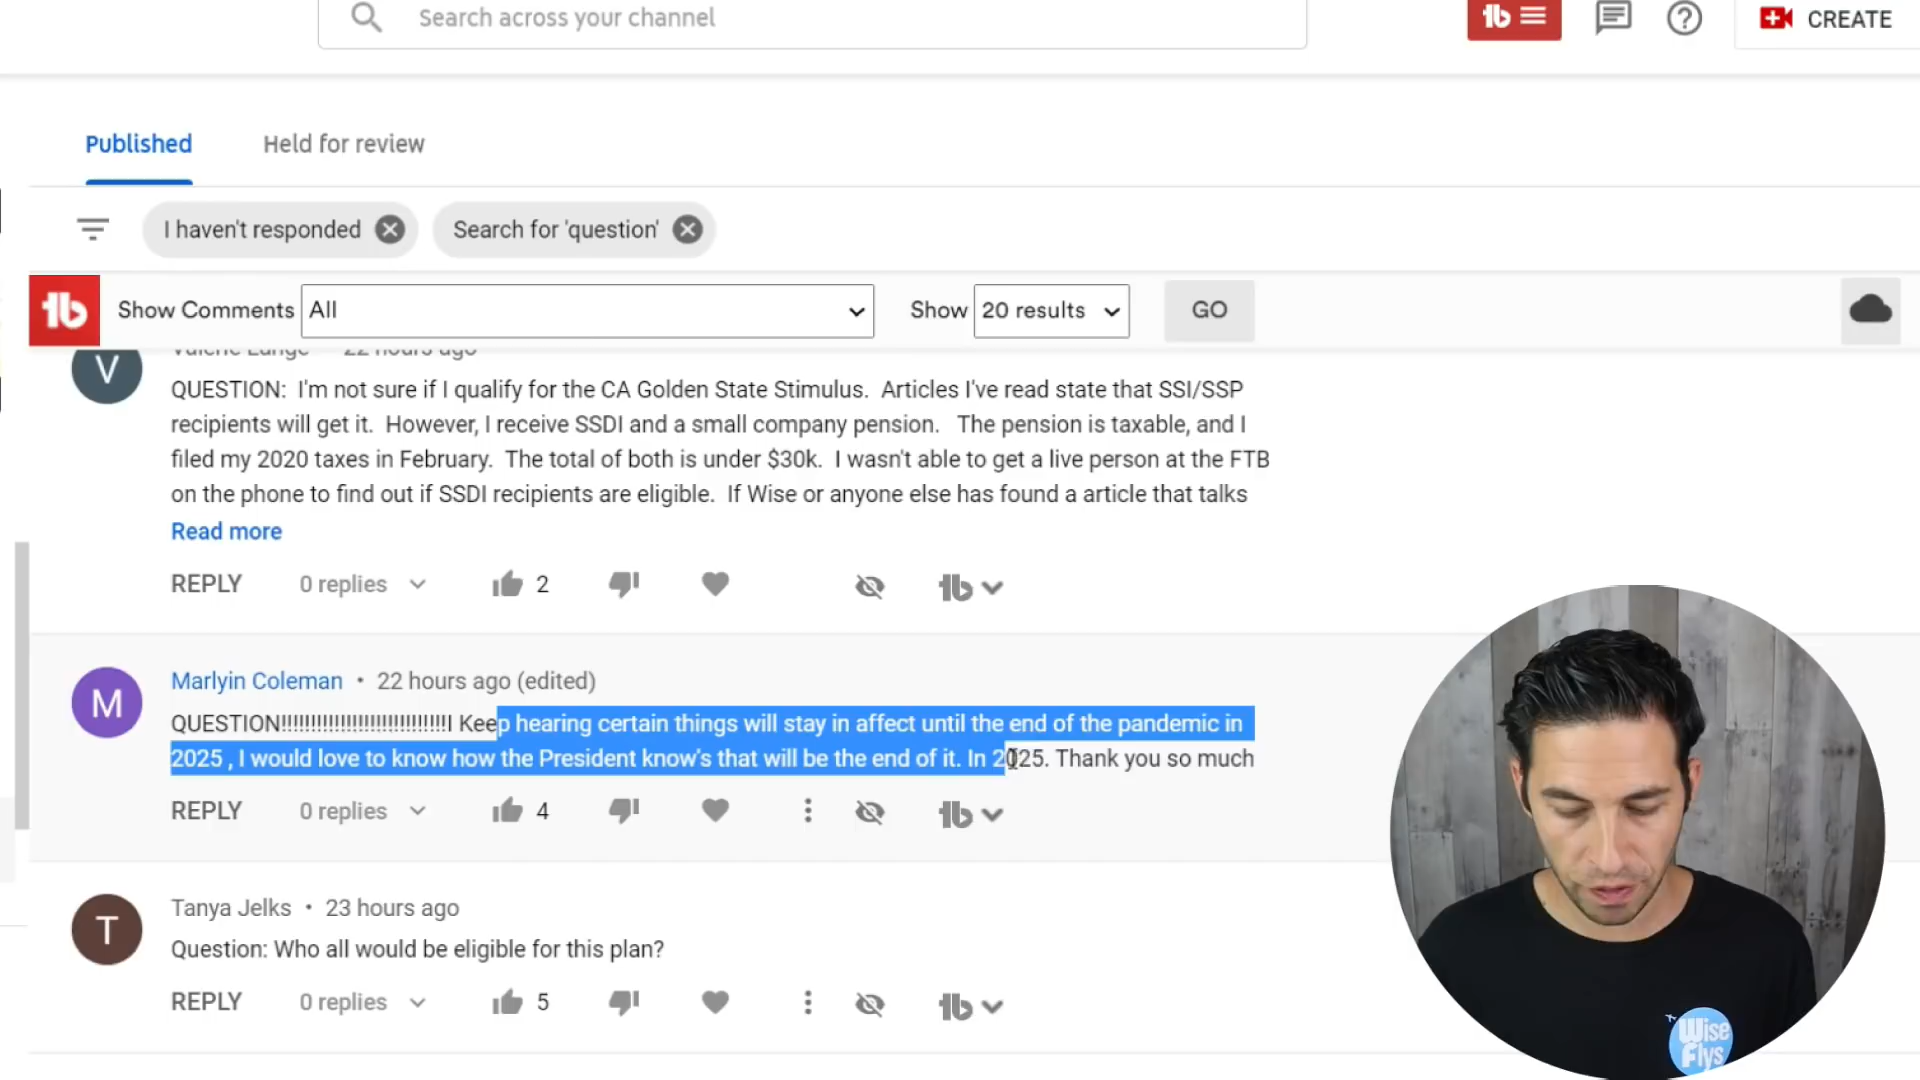 Search across your channel
CREATE
Published
Held for review
I haven't responded
Search for 'question'
Show Comments
All
Show
20 results
GO
V
Valerie Lange • 22 hours ago
QUESTION:  I'm not sure if I qualify for the CA Golden State Stimulus.  Articles I've read state that SSI/SSP
recipients will get it.  However, I receive SSDI and a small company pension.   The pension is taxable, and I
filed my 2020 taxes in February.  The total of both is under $30k.  I wasn't able to get a live person at the FTB
on the phone to find out if SSDI recipients are eligible.  If Wise or anyone else has found a article that talks
Read more
REPLY
0 replies
2
M
Marlyin Coleman • 22 hours ago (edited)
QUESTION!!!!!!!!!!!!!!!!!!!!!!!!!!!!!I Keep hearing certain things will stay in affect until the end of the pandemic in
2025 , I would love to know how the President know's that will be the end of it. In 2025. Thank you so much
REPLY
0 replies
4
T
Tanya Jelks • 23 hours ago
Question: Who all would be eligible for this plan?
REPLY
0 replies
5
Wise
Flys